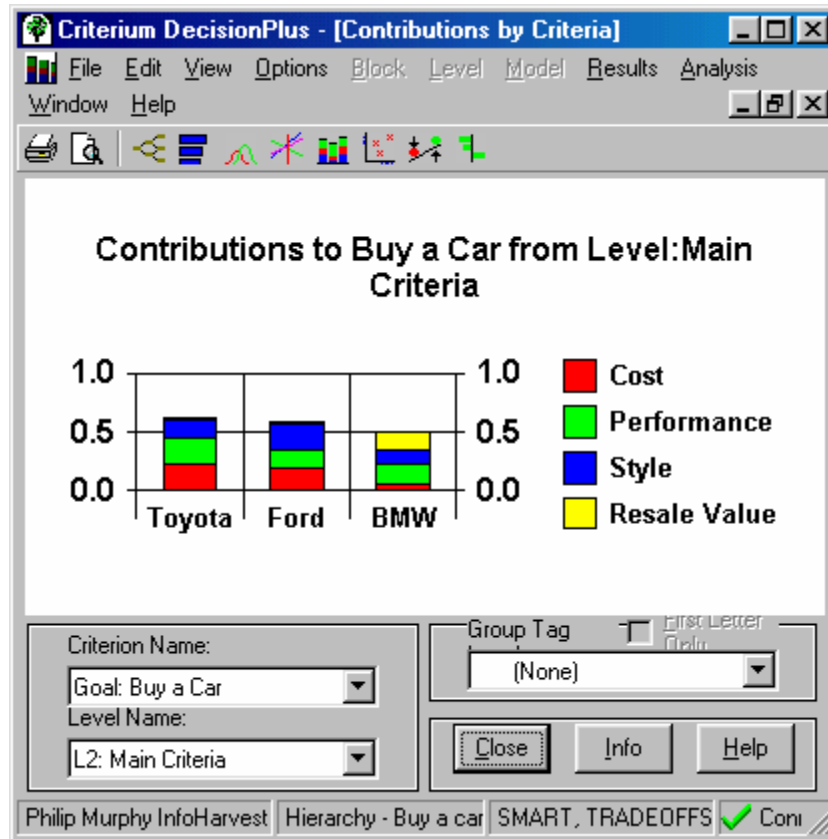 Criterium DecisionPlus - [Contributions by Criteria]
File Edit View Options Block Level Model Results Analysis
Window Help
Contributions to Buy a Car from Level:Main
Criteria
1.0 1.0
0.5 0.5
0.0 0.0
Toyota Ford BMW
Cost
Performance
Style
Resale Value
Criterion Name:
Goal: Buy a Car
Level Name:
L2: Main Criteria
Group Tag
First Letter
Only
(None)
Close Info Help
Philip Murphy InfoHarvest Hierarchy - Buy a car SMART, TRADEOFFS